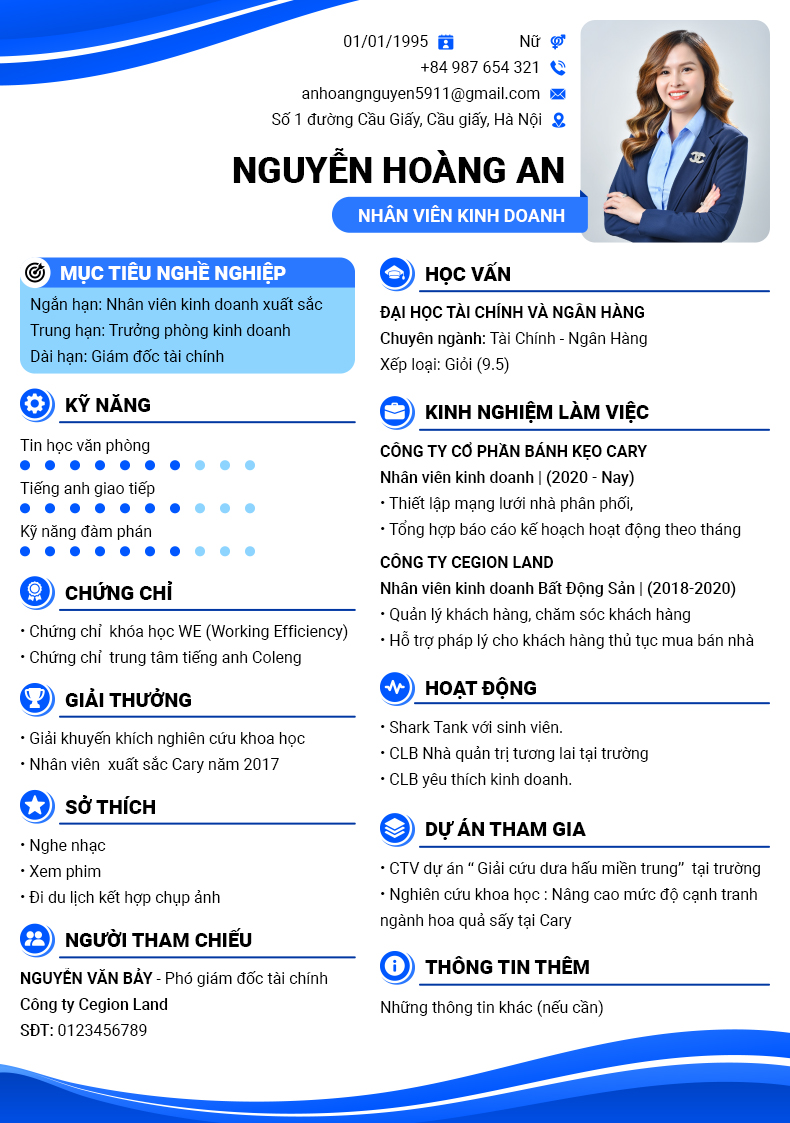 01/01/1995 Nữ
+84 987 654 321
anhoangnguyen5911@gmail.com
Số 1 đường Cầu Giấy, Cầu giấy, Hà Nội
NGUYỄN HOÀNG AN
NHÂN VIÊN KINH DOANH
MỤC TIÊU NGHỀ NGHIỆP
Ngắn hạn: Nhân viên kinh doanh xuất sắc
Trung hạn: Trưởng phòng kinh doanh
Dài hạn: Giám đốc tài chính
KỸ NĂNG
Tin học văn phòng
Tiếng anh giao tiếp
Kỹ năng đàm phán
CHỨNG CHỈ
• Chứng chỉ khóa học WE (Working Efficiency)
• Chứng chỉ trung tâm tiếng anh Coleng
GIẢI THƯỞNG
• Giải khuyến khích nghiên cứu khoa học
• Nhân viên xuất sắc Cary năm 2017
SỞ THÍCH
• Nghe nhạc
• Xem phim
• Đi du lịch kết hợp chụp ảnh
NGƯỜI THAM CHIẾU
NGUYỄN VĂN BẢY - Phó giám đốc tài chính
Công ty Cegion Land
SĐT: 0123456789
HỌC VẤN
ĐẠI HỌC TÀI CHÍNH VÀ NGÂN HÀNG
Chuyên ngành: Tài Chính - Ngân Hàng
Xếp loại: Giỏi (9.5)
KINH NGHIỆM LÀM VIỆC
CÔNG TY CỔ PHẦN BÁNH KẸO CARY
Nhân viên kinh doanh | (2020 - Nay)
• Thiết lập mạng lưới nhà phân phối,
• Tổng hợp báo cáo kế hoạch hoạt động theo tháng
CÔNG TY CEGION LAND
Nhân viên kinh doanh Bất Động Sản | (2018-2020)
• Quản lý khách hàng, chăm sóc khách hàng
• Hỗ trợ pháp lý cho khách hàng thủ tục mua bán nhà
HOẠT ĐỘNG
• Shark Tank với sinh viên.
• CLB Nhà quản trị tương lai tại trường
• CLB yêu thích kinh doanh.
DỰ ÁN THAM GIA
• CTV dự án “ Giải cứu dưa hấu miền trung” tại trường
• Nghiên cứu khoa học : Nâng cao mức độ cạnh tranh
ngành hoa quả sấy tại Cary
THÔNG TIN THÊM
Những thông tin khác (nếu cần)